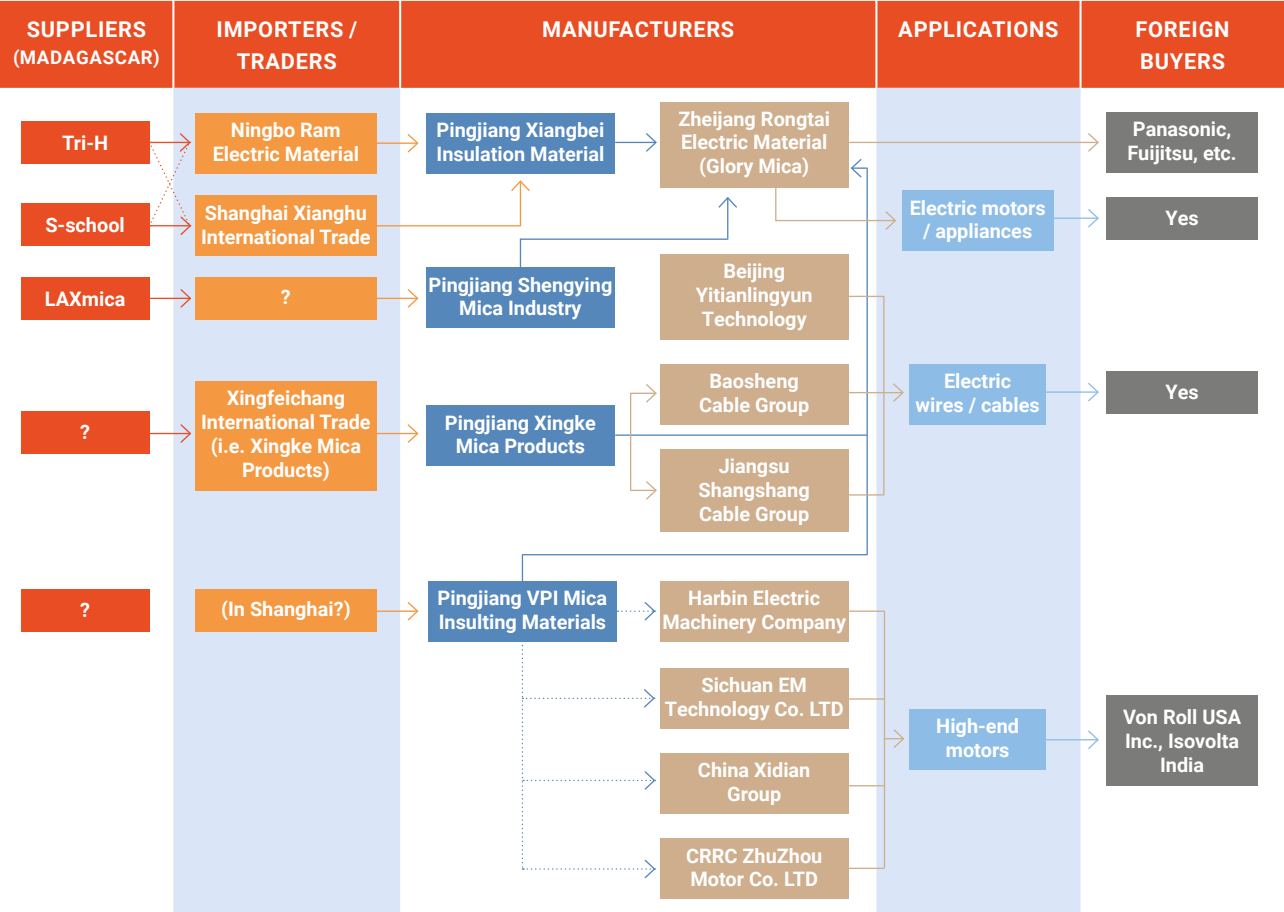 SUPPLIERS
(MADAGASCAR)
IMPORTERS /
TRADERS
MANUFACTURERS
APPLICATIONS
FOREIGN
BUYERS
Tri-H
Ningbo Ram
Electric Material
Pingjiang Xiangbei
Insulation Material
Zheijang Rongtai
Electric Material
(Glory Mica)
Panasonic,
Fuijitsu, etc.
S-school
Shanghai Xianghu
International Trade
Electric motors
/ appliances
Yes
LAXmica
?
Pingjiang Shengying
Mica Industry
Beijing
Yitianlingyun
Technology
?
Xingfeichang
International Trade
(i.e. Xingke Mica
Products)
Pingjiang Xingke
Mica Products
Baosheng
Cable Group
Electric
wires / cables
Yes
Jiangsu
Shangshang
Cable Group
?
(In Shanghai?)
Pingjiang VPI Mica
Insulting Materials
Harbin Electric
Machinery Company
Sichuan EM
Technology Co. LTD
High-end
motors
Von Roll USA
Inc., Isovolta
India
China Xidian
Group
CRRC ZhuZhou
Motor Co. LTD